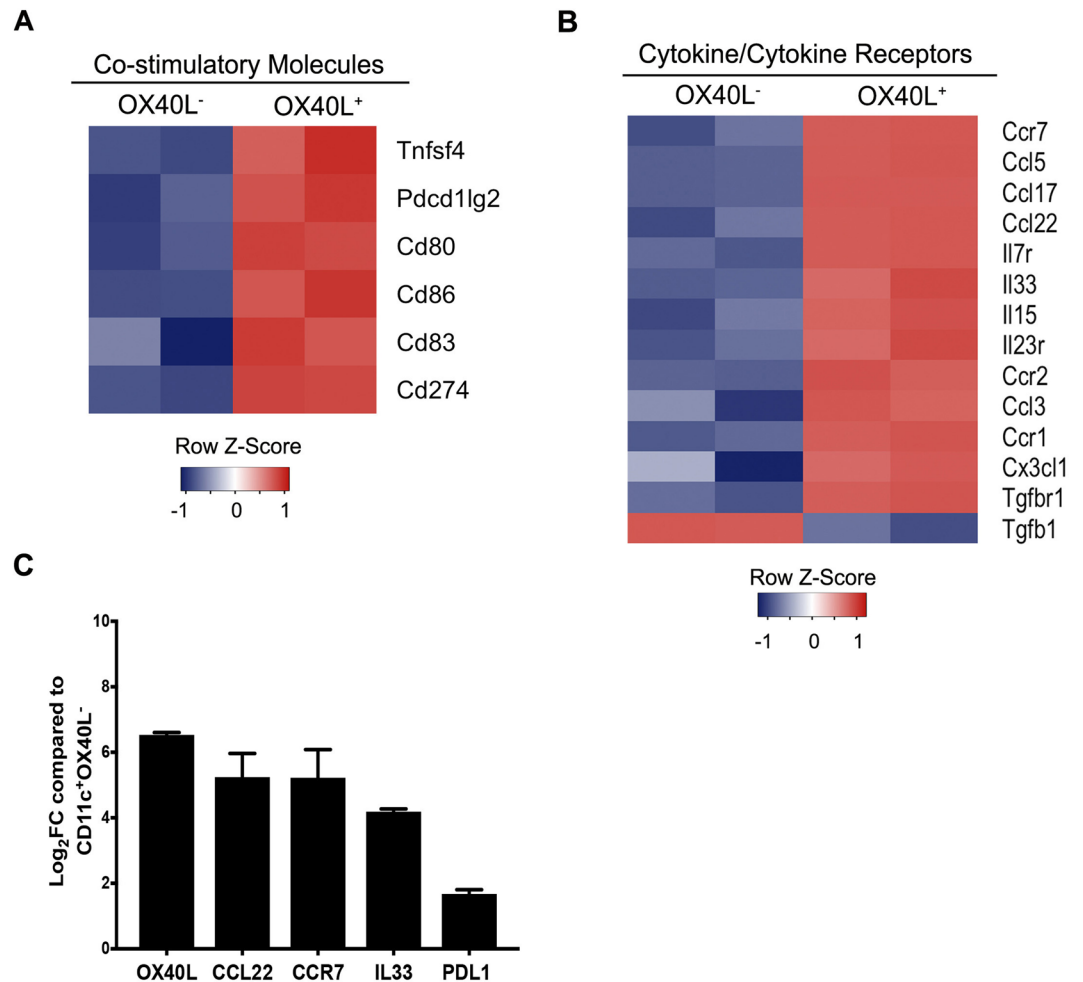 A
Co-stimulatory Molecules
OX40L- OX40L+
Tnfsf4
Pdcd1lg2
Cd80
Cd86
Cd83
Cd274
Row Z-Score
-1 0 1
B
Cytokine/Cytokine Receptors
OX40L- OX40L+
Ccr7
Ccl5
Ccl17
Ccl22
Il7r
Il33
Il15
Il23r
Ccr2
Ccl3
Ccr1
Cx3cl1
Tgfbr1
Tgfb1
Row Z-Score
-1 0 1
C
Log2FC compared to
CD11c+OX40L-
10
8
6
4
2
0
OX40L CCL22 CCR7 IL33 PDL1